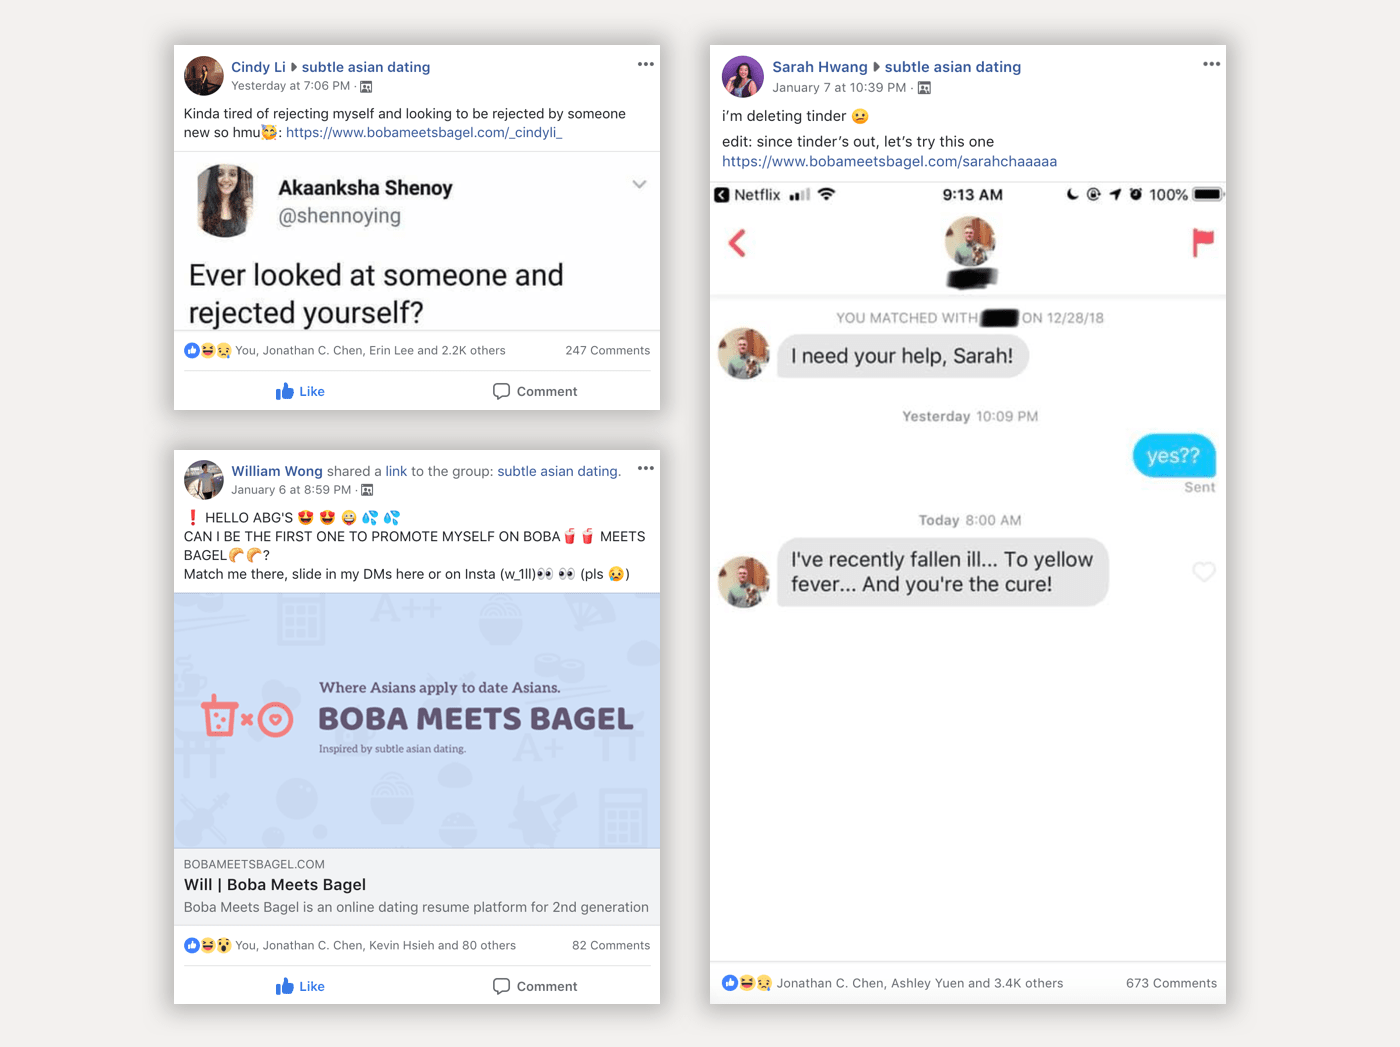 Cindy Li ▸ subtle asian dating
Yesterday at 7:06 PM ·
Kinda tired of rejecting myself and looking to be rejected by someone
new so hmu🥳: https://www.bobameetsbagel.com/_cindyli_
Akaanksha Shenoy
@shennoying
Ever looked at someone and
rejected yourself?
You, Jonathan C. Chen, Erin Lee and 2.2K others 247 Comments
Like Comment
William Wong shared a link to the group: subtle asian dating.
January 6 at 8:59 PM ·
❗ HELLO ABG'S 😍 😍 😜 💦 💦
CAN I BE THE FIRST ONE TO PROMOTE MYSELF ON BOBA🥤🥤 MEETS
BAGEL🥐🥐?
Match me there, slide in my DMs here or on Insta (w_1ll)👀 👀 (pls 😥)
A++
Where Asians apply to date Asians.
BOBA MEETS BAGEL
Inspired by subtle asian dating.
A+
BOBAMEETSBAGEL.COM
Will | Boba Meets Bagel
Boba Meets Bagel is an online dating resume platform for 2nd generation
You, Jonathan C. Chen, Kevin Hsieh and 80 others 82 Comments
Like Comment
Sarah Hwang ▸ subtle asian dating
January 7 at 10:39 PM ·
i'm deleting tinder 😕
edit: since tinder's out, let's try this one
https://www.bobameetsbagel.com/sarahchaaaaa
Netflix 9:13 AM 100%
YOU MATCHED WITH ON 12/28/18
I need your help, Sarah!
Yesterday 10:09 PM
yes??
Sent
Today 8:00 AM
I've recently fallen ill... To yellow
fever... And you're the cure!
Jonathan C. Chen, Ashley Yuen and 3.4K others 673 Comments